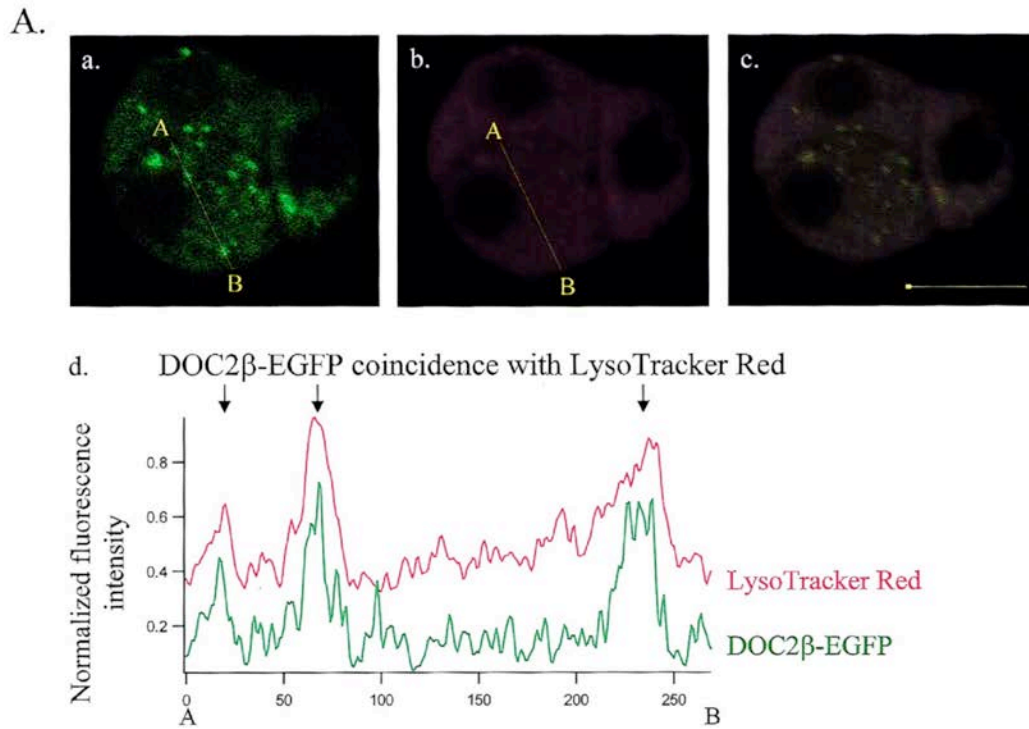 A.
a.
A
B
b.
A
B
c.
d.
DOC2β-EGFP coincidence with LysoTracker Red
Normalized fluorescence
intensity
0.8
0.6
0.4
0.2
LysoTracker Red
DOC2β-EGFP
0
50
100
150
200
250
A
B